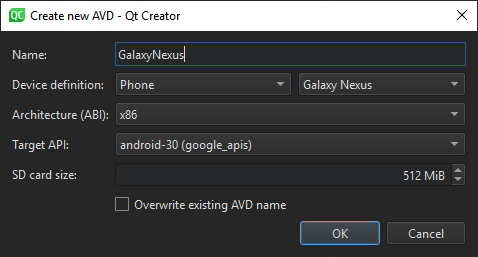 QC Create new AVD - Qt Creator
Name: GalaxyNexus
Device definition: Phone Galaxy Nexus
Architecture (ABI): x86
Target API: android-30 (google_apis)
SD card size: 512 MiB
Overwrite existing AVD name
OK Cancel